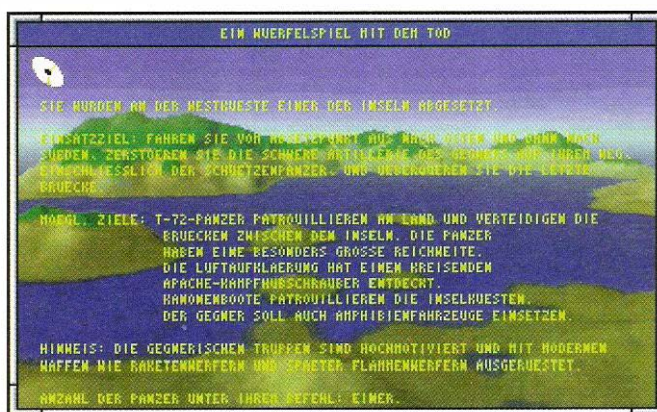 EIN WUERFELSPIEL MIT DEM TOD
SIE WURDEN AN DER WESTKUESTE EINER DER INSELN ABGESETZT.
EINSATZZIEL: FAHREN SIE VOM ABSETZPUNKT AUS NACH OSTEN UND DANN NACH
SUEDEN. ZERSTOEREN SIE DIE SCHWERE ARTILLERIE DES GEGNERS AUF IHREM WEG,
EINSCHLIESSLICH DER SCHUETZENPANZER, UND UEBERQUEREN SIE DIE LETZTE
BRUECKE.
MOEGL. ZIELE: T-72-PANZER PATROUILLIEREN AN LAND UND VERTEIDIGEN DIE
BRUECKEN ZWISCHEN DEN INSELN. DIE PANZER
HABEN EINE BESONDERS GROSSE REICHWEITE.
DIE LUFTAUFKLAERUNG HAT EINEN KREISENDEN
APACHE-KAMPFHUBSCHRAUBER ENTDECKT.
KANONENBOOTE PATROUILLIEREN DIE INSELKUESTEN.
DER GEGNER SOLL AUCH AMPHIBIENFAHRZEUGE EINSETZEN.
HINWEIS: DIE GEGNERISCHEN TRUPPEN SIND HOCHMOTIVIERT UND MIT MODERNEN
WAFFEN WIE RAKETENWERFERN UND SPAETER FLAMMENWERFERN AUSGERUESTET.
ANZAHL DER PANZER UNTER IHREM BEFEHL: EINER.